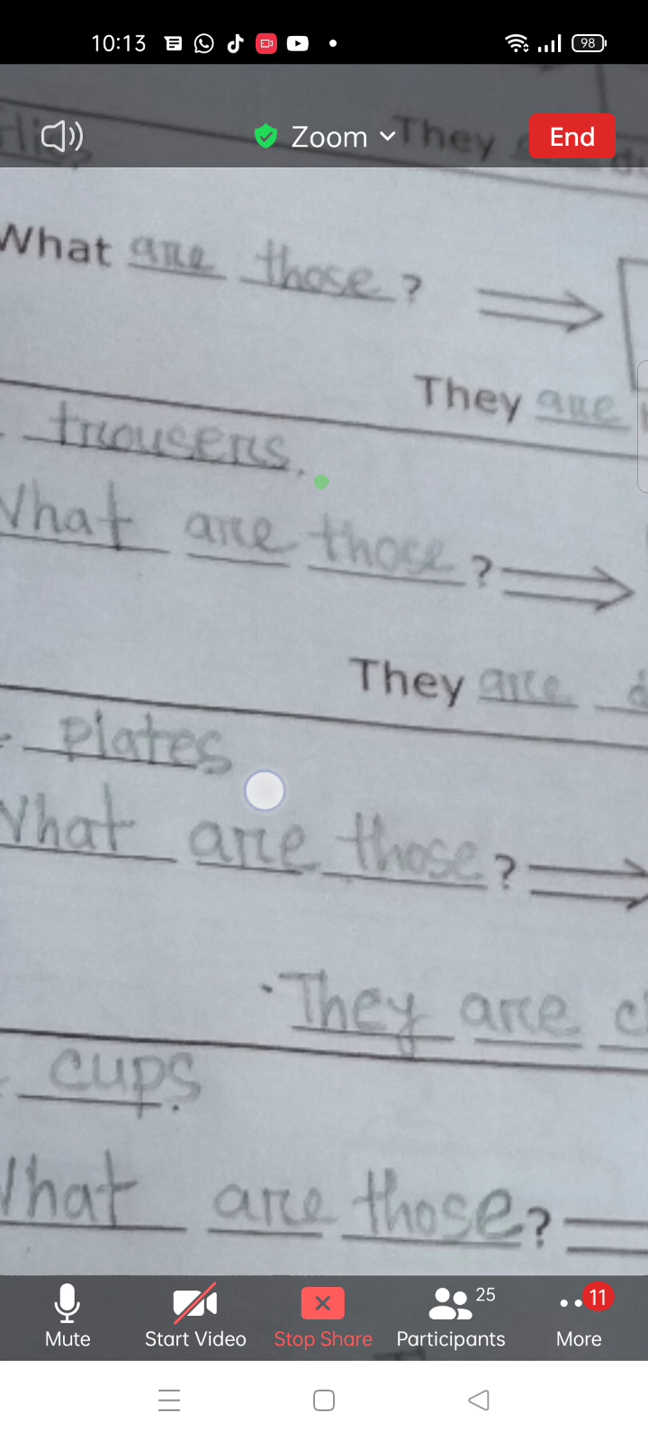 10:13 98
Zoom They End
What are those?
They are
trousers.
What are those?
They are
Plates
What are those?
They are
cups.
What are those?
25 11
Mute Start Video Stop Share Participants More